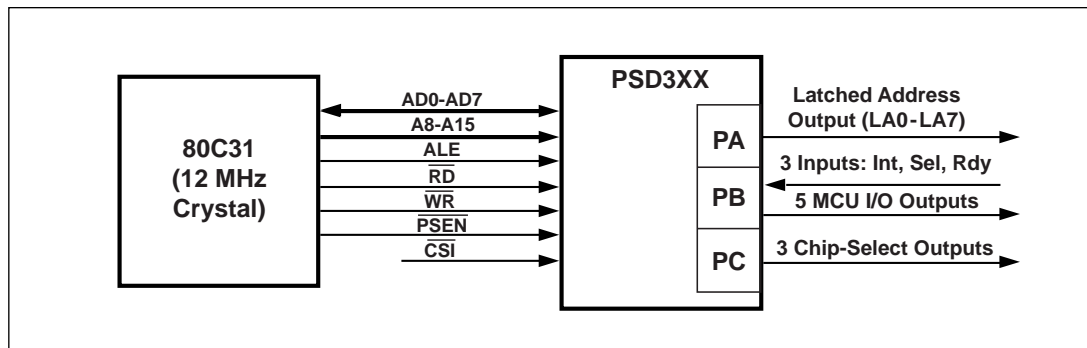 80C31
(12 MHz
Crystal)
AD0-AD7
A8-A15
ALE
RD
WR
PSEN
CSI
PSD3XX
PA
PB
PC
Latched Address
Output (LA0-LA7)
3 Inputs: Int, Sel, Rdy
5 MCU I/O Outputs
3 Chip-Select Outputs